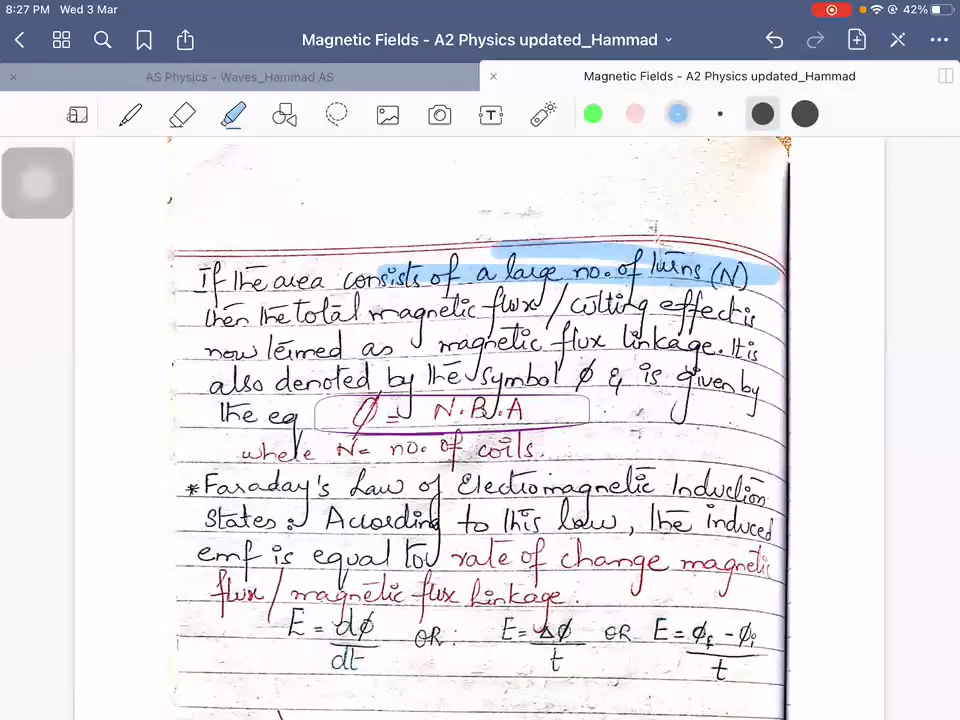 8:27 PM Wed 3 Mar
42%
Magnetic Fields - A2 Physics updated_Hammad
AS Physics - Waves_Hammad AS
Magnetic Fields - A2 Physics updated_Hammad
T
If the area consists of a large no. of turns (N)
then the total magnetic flux / cutting effect is
now termed as magnetic flux linkage. It is
also denoted by the symbol ϕ & is given by
the eq ϕ = N.B.A
where N = no. of coils.
*Faraday's Law of Electromagnetic Induction
States: According to this law, the induced
emf is equal to rate of change magnetic
flux / magnetic flux linkage.
E = dϕ/dt OR: E = Δϕ/t OR E = ϕf - ϕi/t